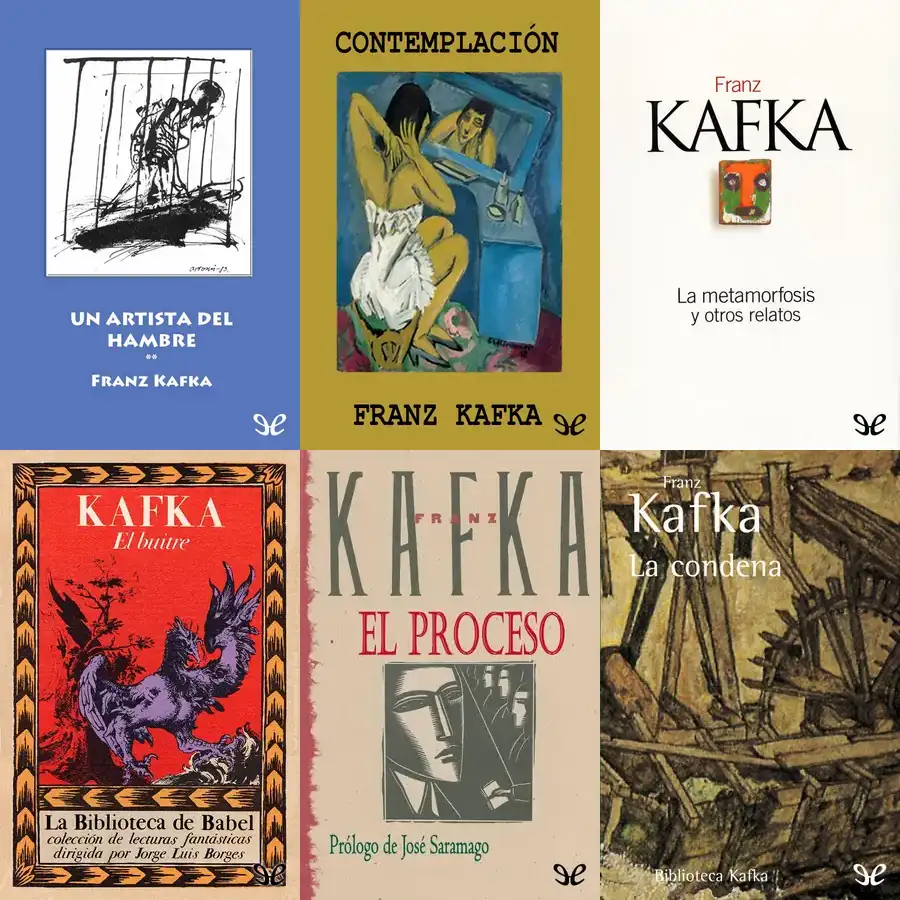 UN ARTISTA DEL
HAMBRE
**
FRANZ KAFKA
CONTEMPLACIÓN
FRANZ KAFKA
Franz
KAFKA
La metamorfosis
y otros relatos
KAFKA
El buitre
La Biblioteca de Babel
colección de lecturas fantásticas
dirigida por Jorge Luis Borges
KAFKA
FRANZ
EL PROCESO
Prólogo de José Saramago
Franz
Kafka
La condena
Biblioteca Kafka